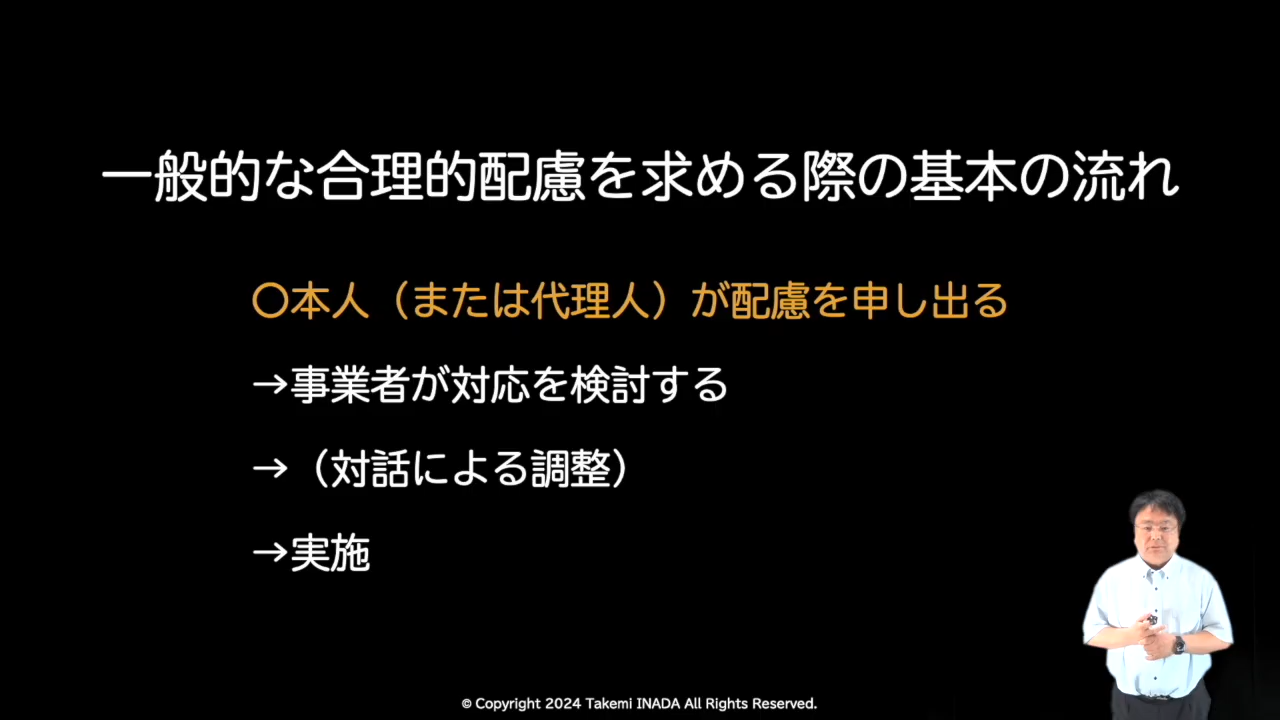 一般的な合理的配慮を求める際の基本の流れ
〇本人（または代理人）が配慮を申し出る
→事業者が対応を検討する
→（対話による調整）
→実施
© Copyright 2024 Takemi INADA All Rights Reserved.